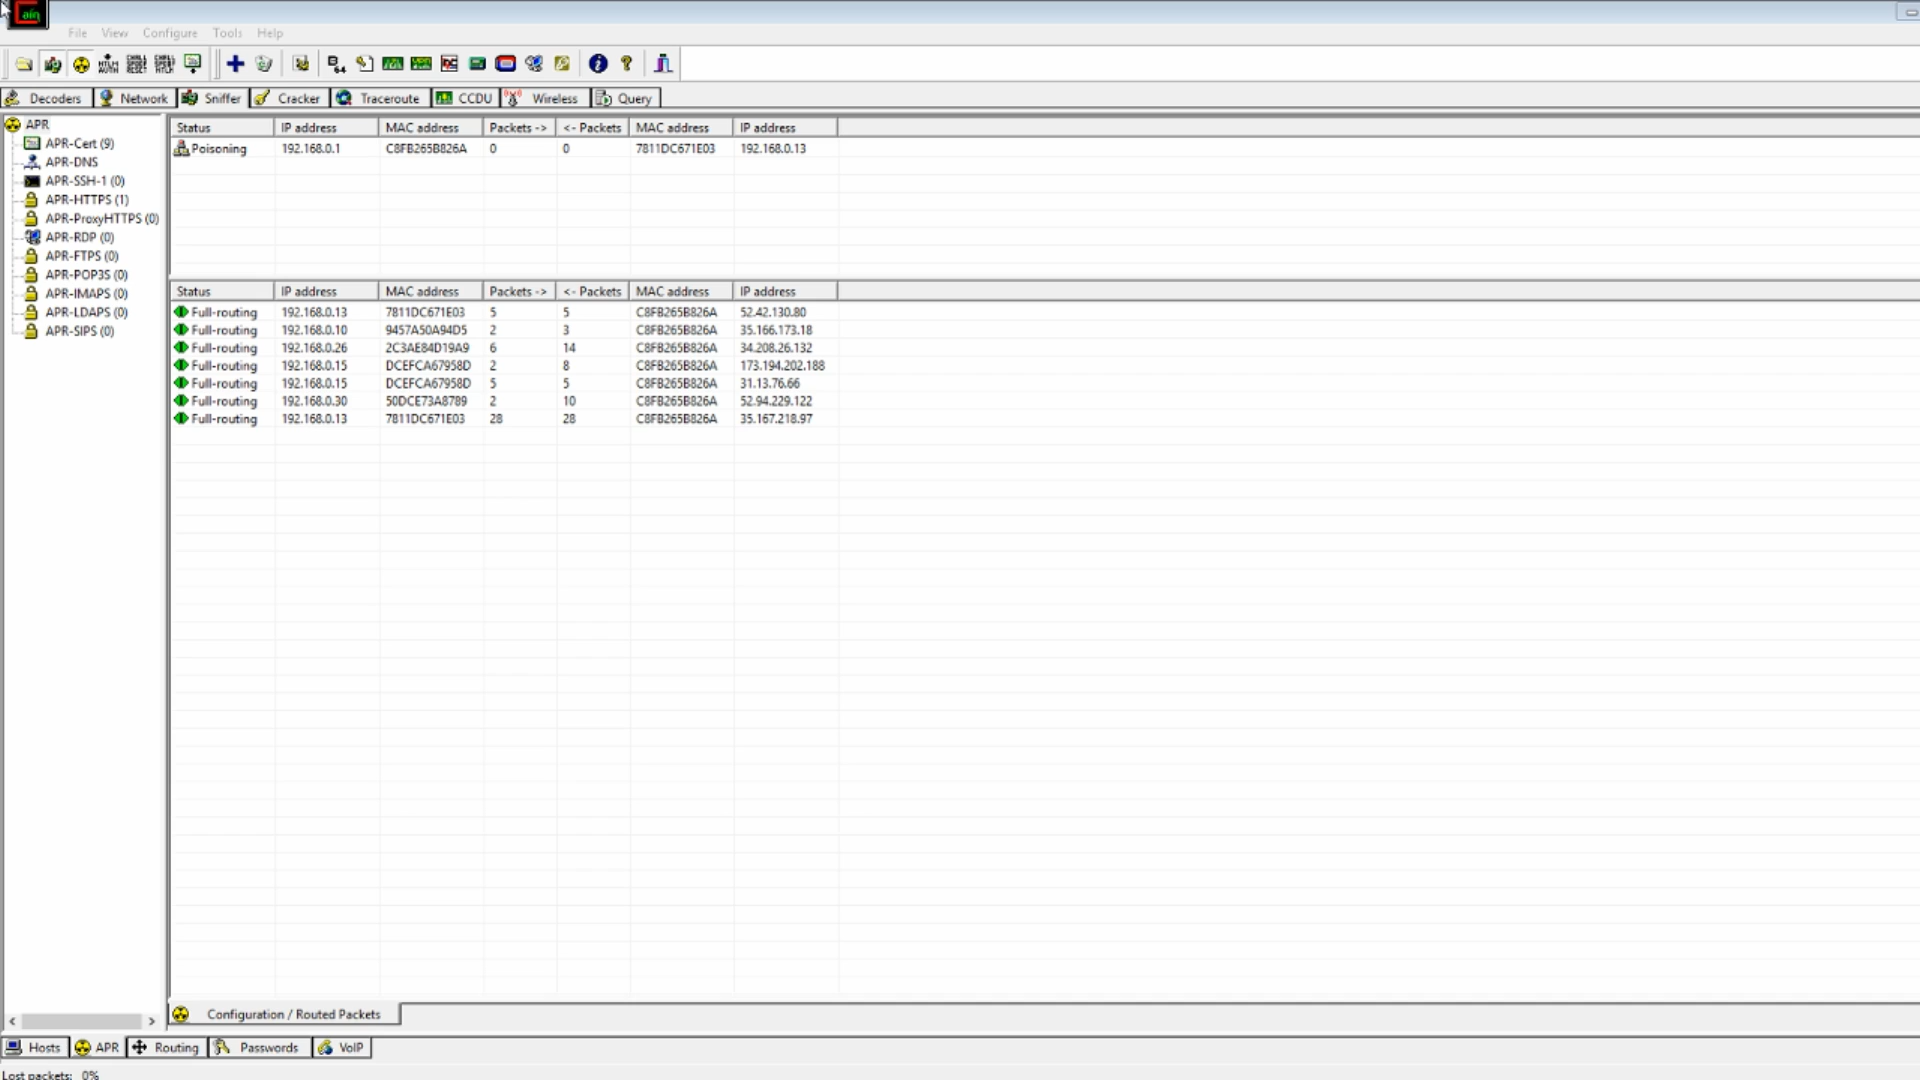 Cain
File View Configure Tools Help
Decoders Network Sniffer Cracker Traceroute CCDU Wireless Query
APR
APR-Cert (9)
APR-DNS
APR-SSH-1 (0)
APR-HTTPS (1)
APR-ProxyHTTPS (0)
APR-RDP (0)
APR-FTPS (0)
APR-POP3S (0)
APR-IMAPS (0)
APR-LDAPS (0)
APR-SIPS (0)
Status IP address MAC address Packets -> <- Packets MAC address IP address
Poisoning 192.168.0.1 C8FB265B826A 0 0 7811DC671E03 192.168.0.13
Status IP address MAC address Packets -> <- Packets MAC address IP address
Full-routing 192.168.0.13 7811DC671E03 5 5 C8FB265B826A 52.42.130.80
Full-routing 192.168.0.10 9457A50A94D5 2 3 C8FB265B826A 35.166.173.18
Full-routing 192.168.0.26 2C3AE84D19A9 6 14 C8FB265B826A 34.208.26.132
Full-routing 192.168.0.15 DCEFCA67958D 2 8 C8FB265B826A 173.194.202.188
Full-routing 192.168.0.15 DCEFCA67958D 5 5 C8FB265B826A 31.13.76.66
Full-routing 192.168.0.30 50DCE73A8789 2 10 C8FB265B826A 52.94.229.122
Full-routing 192.168.0.13 7811DC671E03 28 28 C8FB265B826A 35.167.218.97
Configuration / Routed Packets
Hosts APR Routing Passwords VoIP
Lost packets: 0%